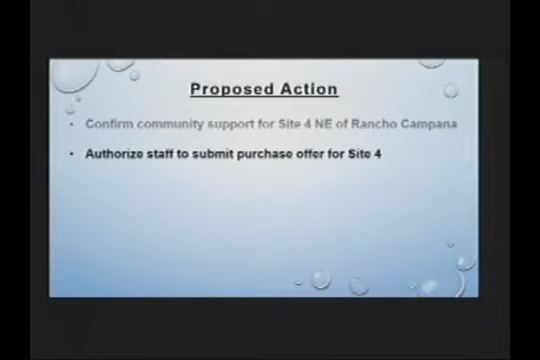 Proposed Action
• Confirm community support for Site 4 NE of Rancho Campana
• Authorize staff to submit purchase offer for Site 4